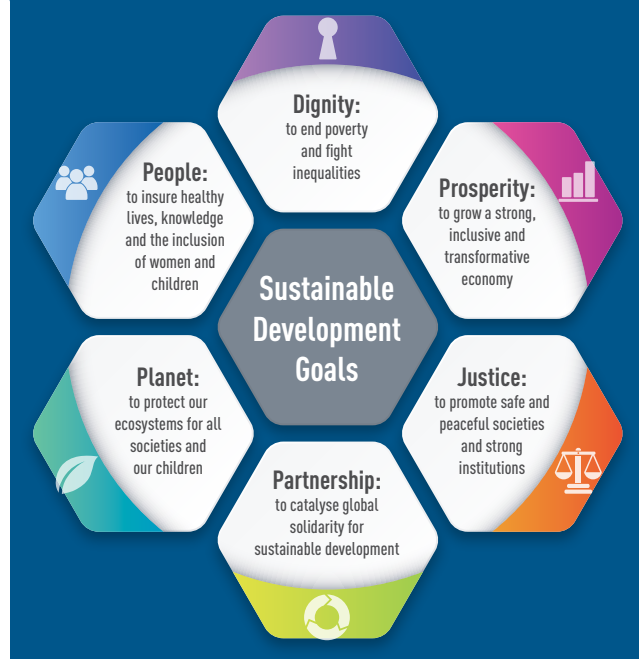 Dignity:
to end poverty
and fight
inequalities
People:
to insure healthy
lives, knowledge
and the inclusion
of women and
children
Prosperity:
to grow a strong,
inclusive and
transformative
economy
Sustainable
Development
Goals
Planet:
to protect our
ecosystems for all
societies and
our children
Justice:
to promote safe and
peaceful societies
and strong
institutions
Partnership:
to catalyse global
solidarity for
sustainable development